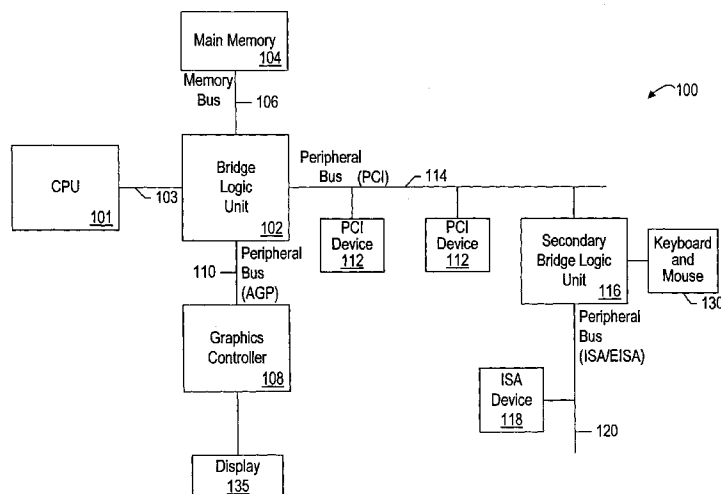 Main Memory
104
Memory
Bus
106
100
CPU
101
103
Bridge
Logic
Unit
102
Peripheral
Bus (PCI)
114
PCI
Device
112
PCI
Device
112
Secondary
Bridge Logic
Unit
116
Keyboard
and
Mouse
130
110
Peripheral
Bus
(AGP)
Graphics
Controller
108
Peripheral
Bus
(ISA/EISA)
ISA
Device
118
120
Display
135